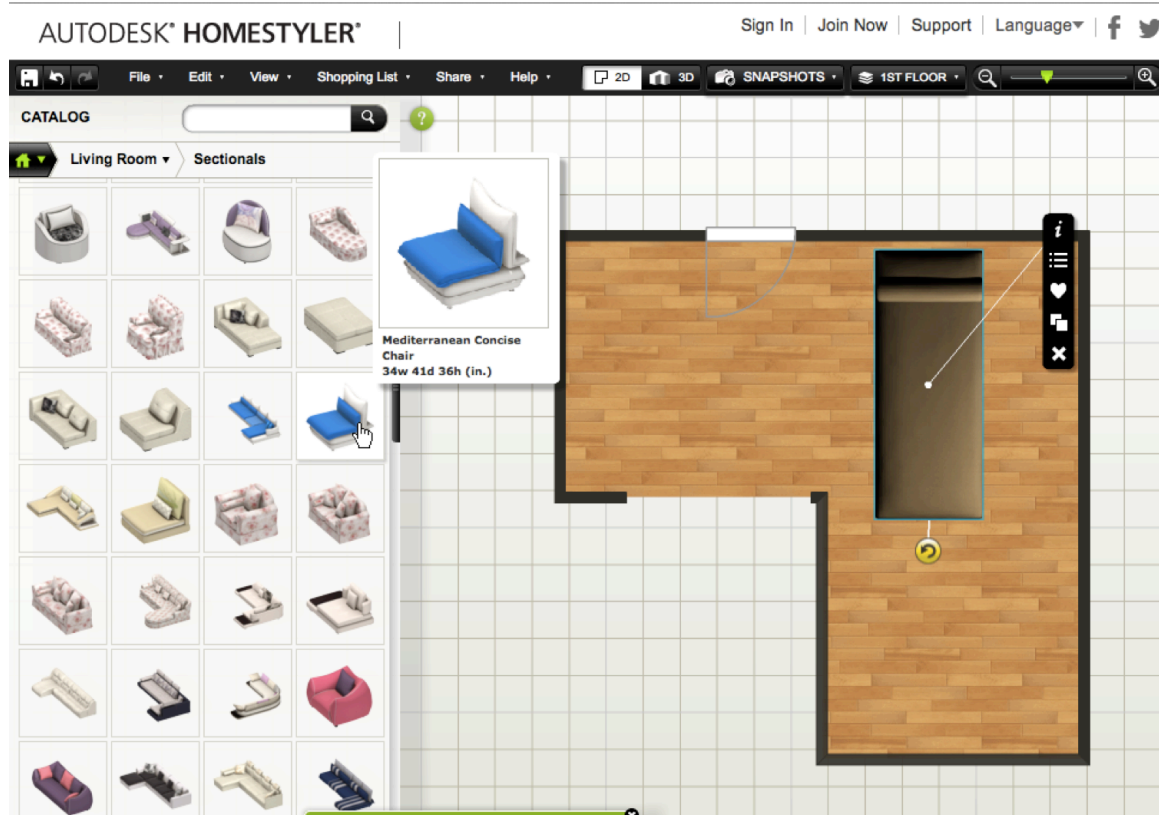 AUTODESK® HOMESTYLER®
Sign In Join Now Support Language
File Edit View Shopping List Share Help 2D 3D SNAPSHOTS 1ST FLOOR
CATALOG
?
Living Room Sectionals
Mediterranean Concise
Chair
34w 41d 36h (in.)
i